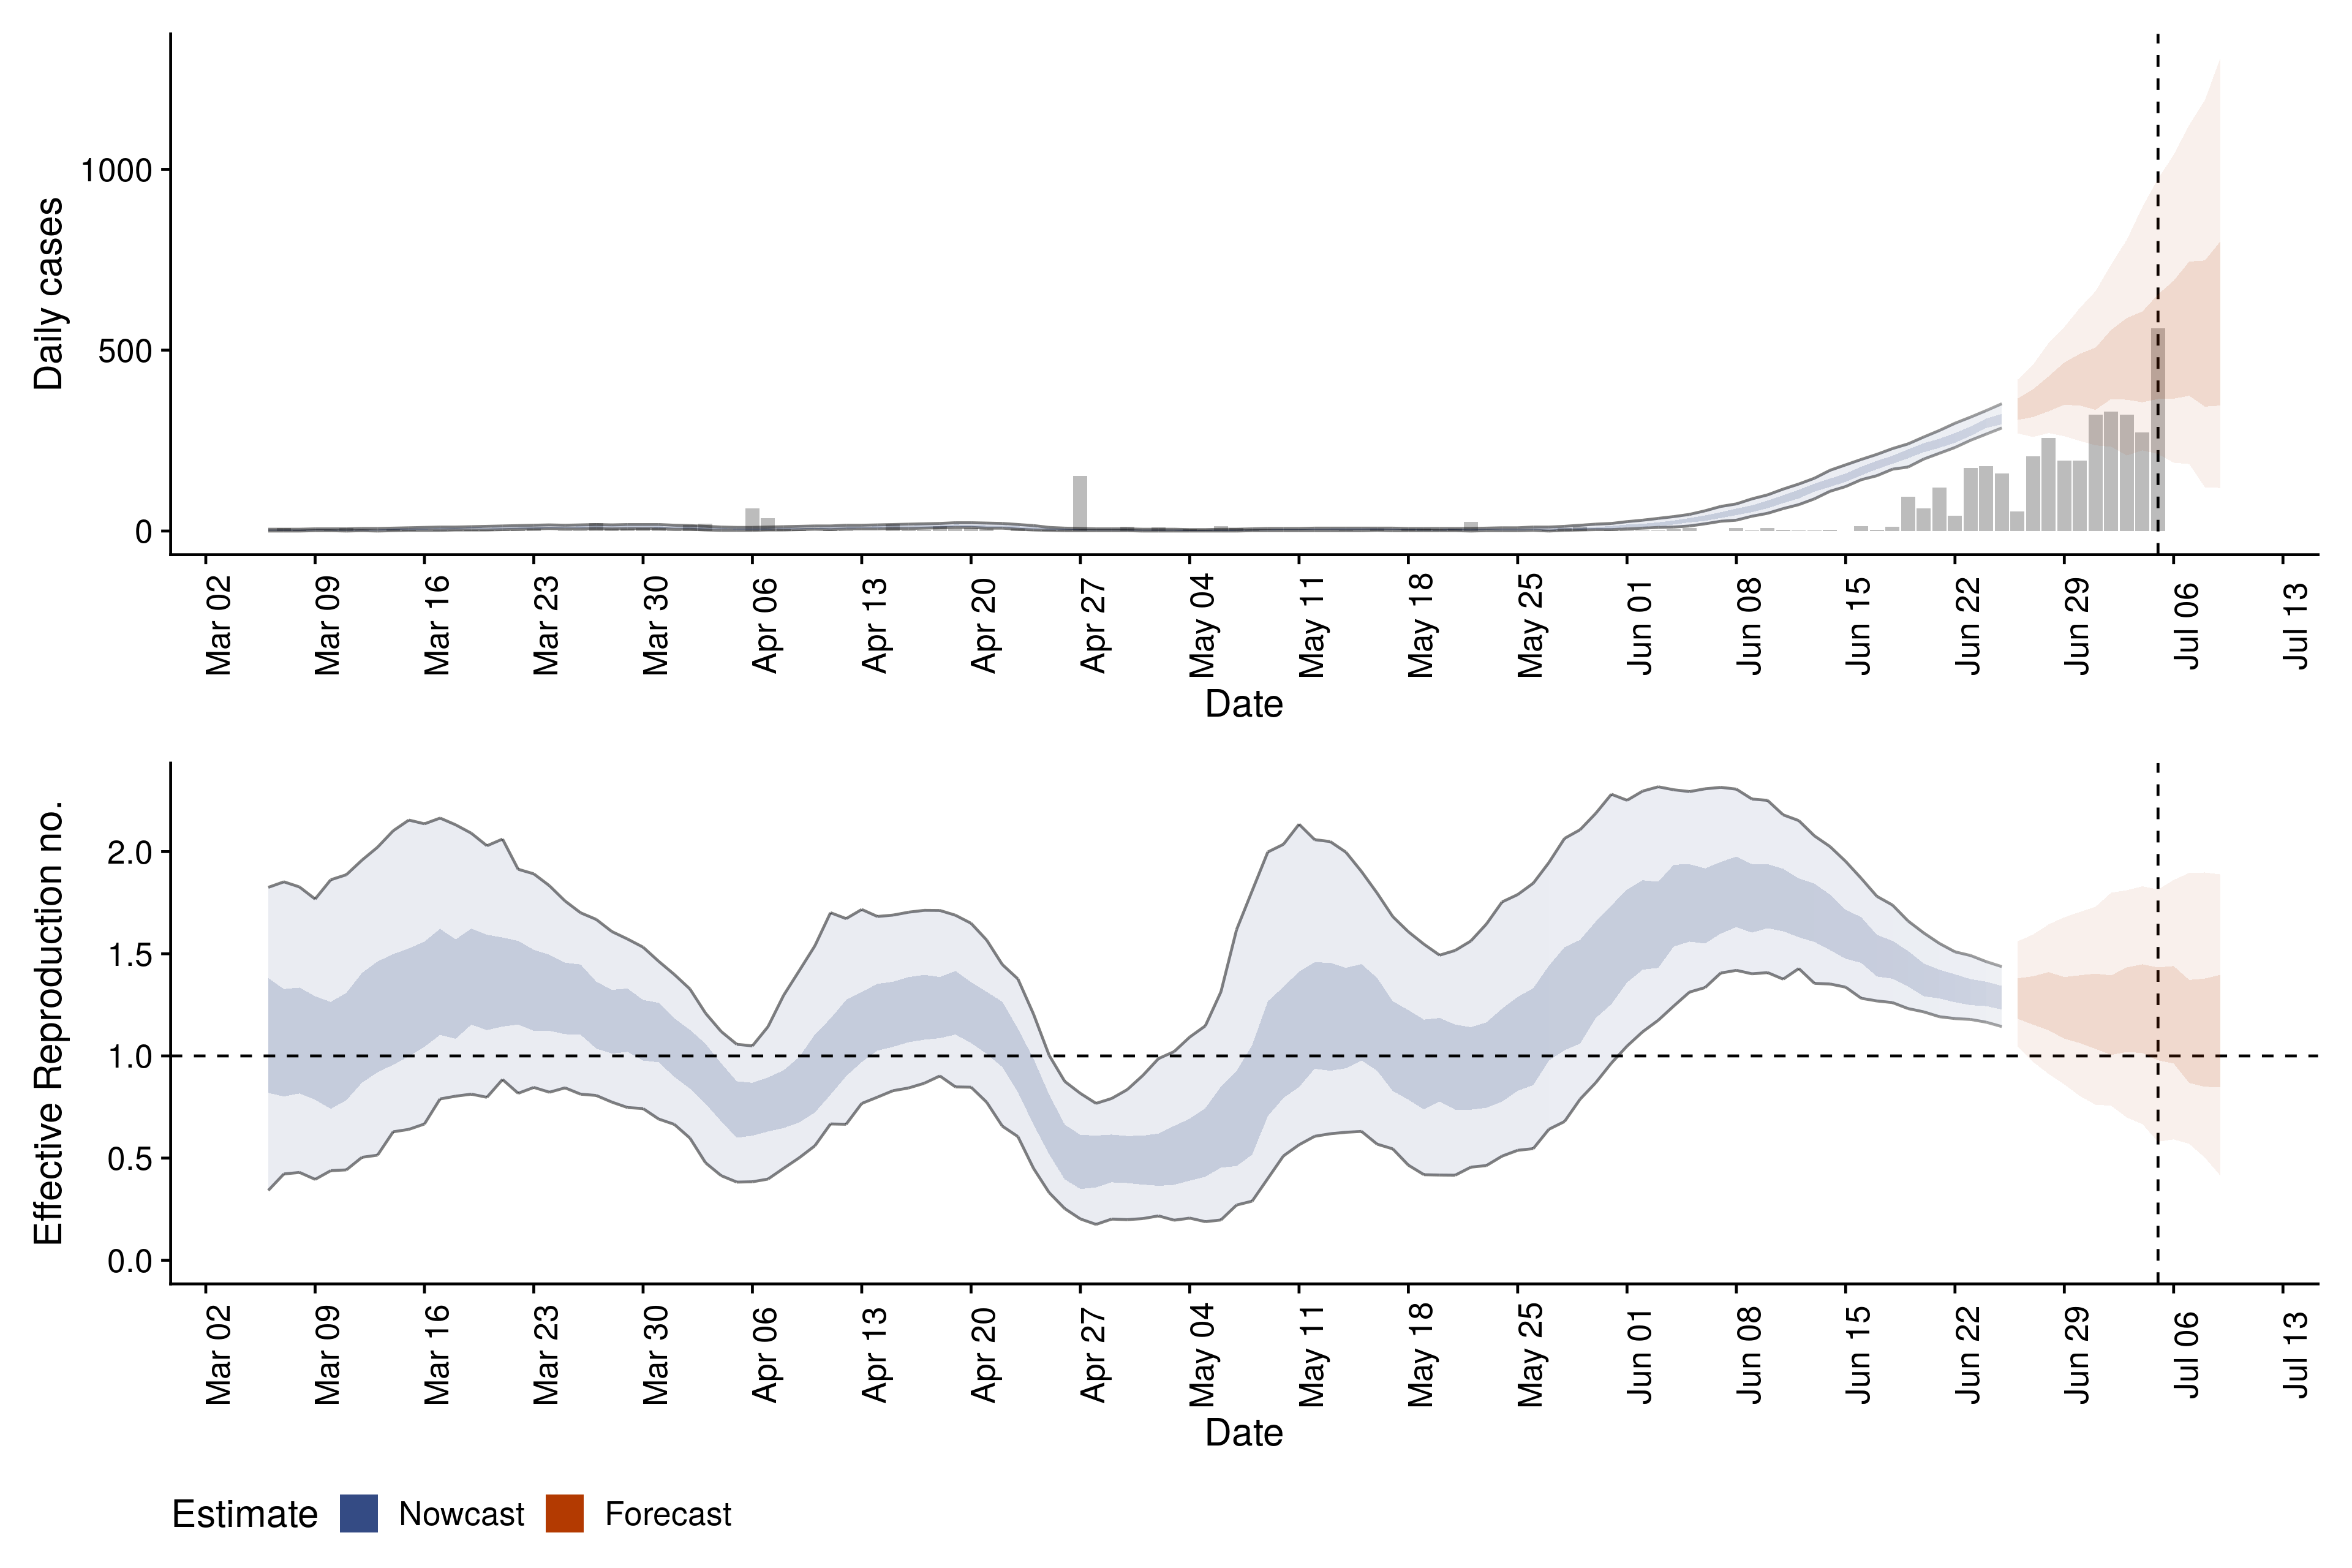 Daily cases
1000
500
0
Mar 02 Mar 09 Mar 16 Mar 23 Mar 30 Apr 06 Apr 13 Apr 20 Apr 27 May 04 May 11 May 18 May 25 Jun 01 Jun 08 Jun 15 Jun 22 Jun 29 Jul 06 Jul 13
Date
Effective Reproduction no.
2.0
1.5
1.0
0.5
0.0
Mar 02 Mar 09 Mar 16 Mar 23 Mar 30 Apr 06 Apr 13 Apr 20 Apr 27 May 04 May 11 May 18 May 25 Jun 01 Jun 08 Jun 15 Jun 22 Jun 29 Jul 06 Jul 13
Date
Estimate Nowcast Forecast